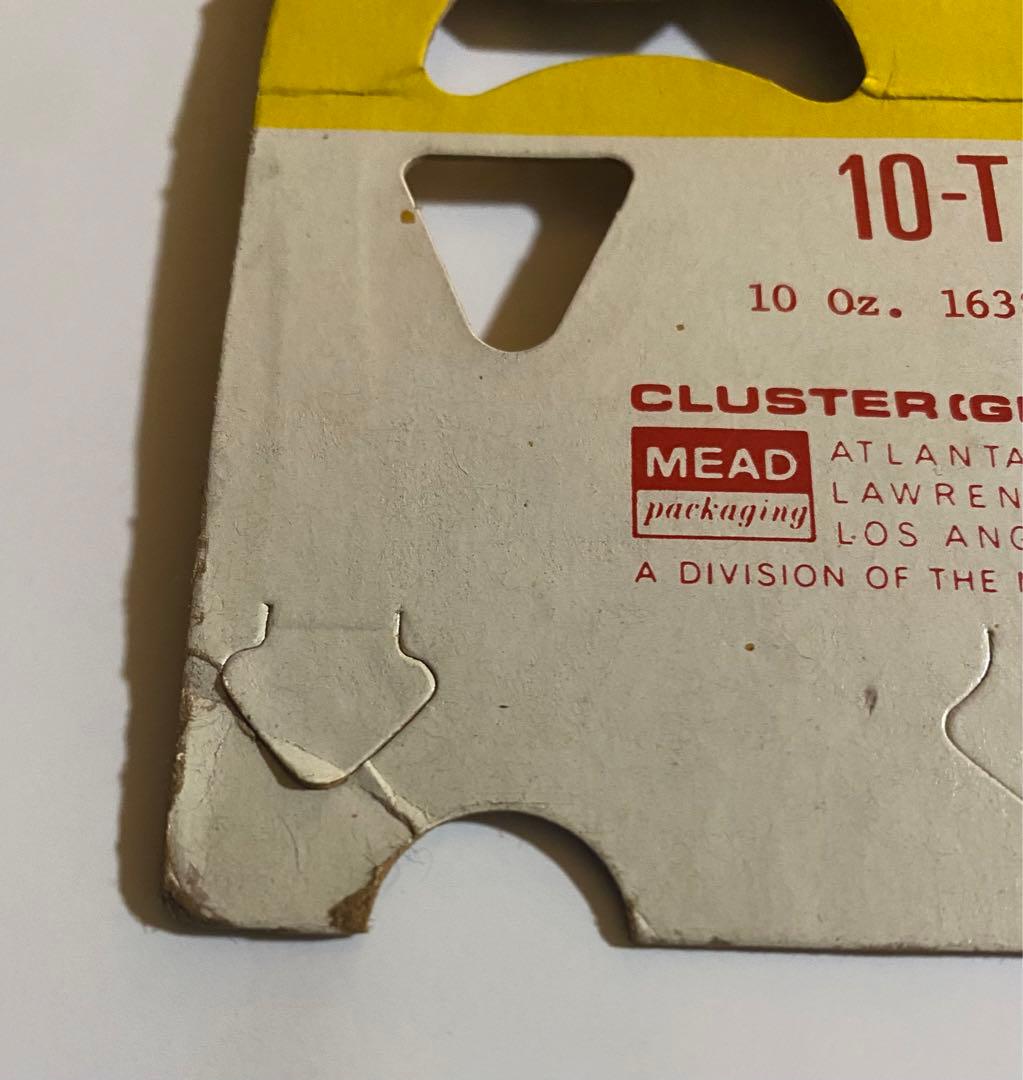 10-T
10 Oz. 163
CLUSTER
MEAD
packaging
ATLANTA
LAWREN
LOS ANG
A DIVISION OF THE